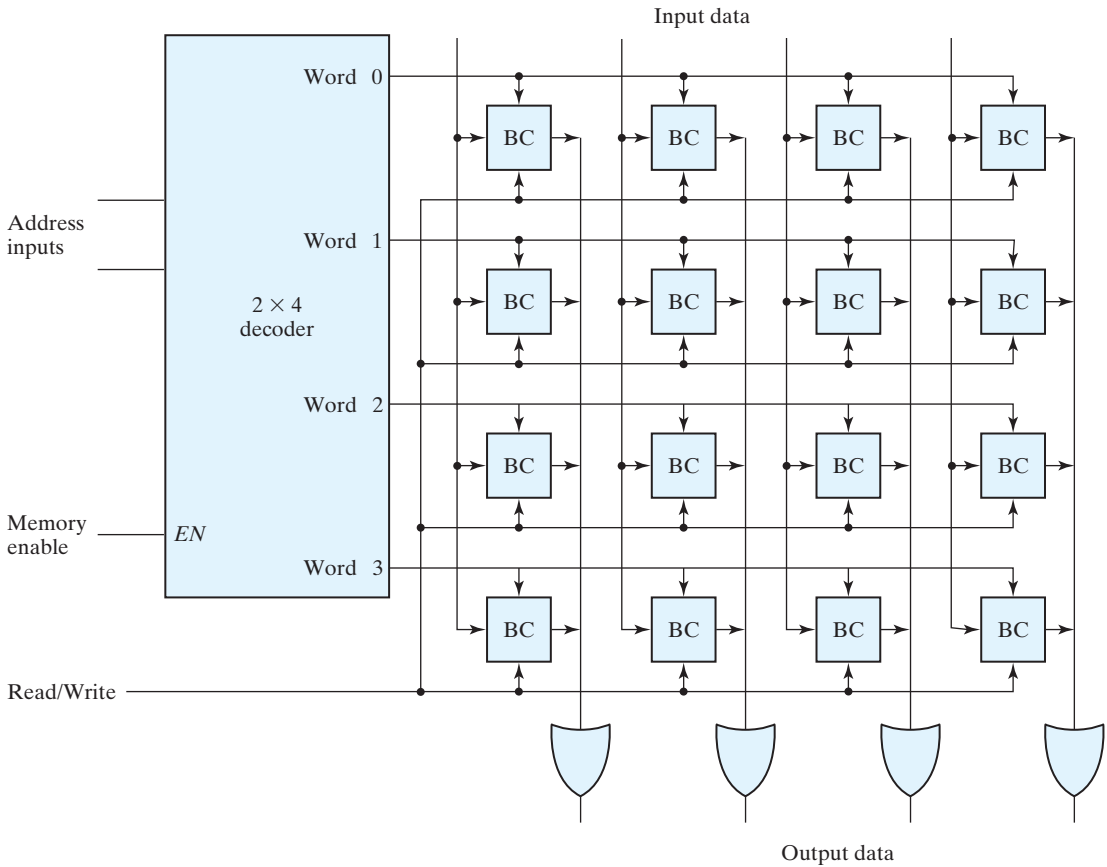 Input data
Word 0
BC BC BC BC
Address
inputs
Word 1
2 × 4
decoder
BC BC BC BC
Word 2
BC BC BC BC
Memory
enable
EN
Word 3
BC BC BC BC
Read/Write
Output data